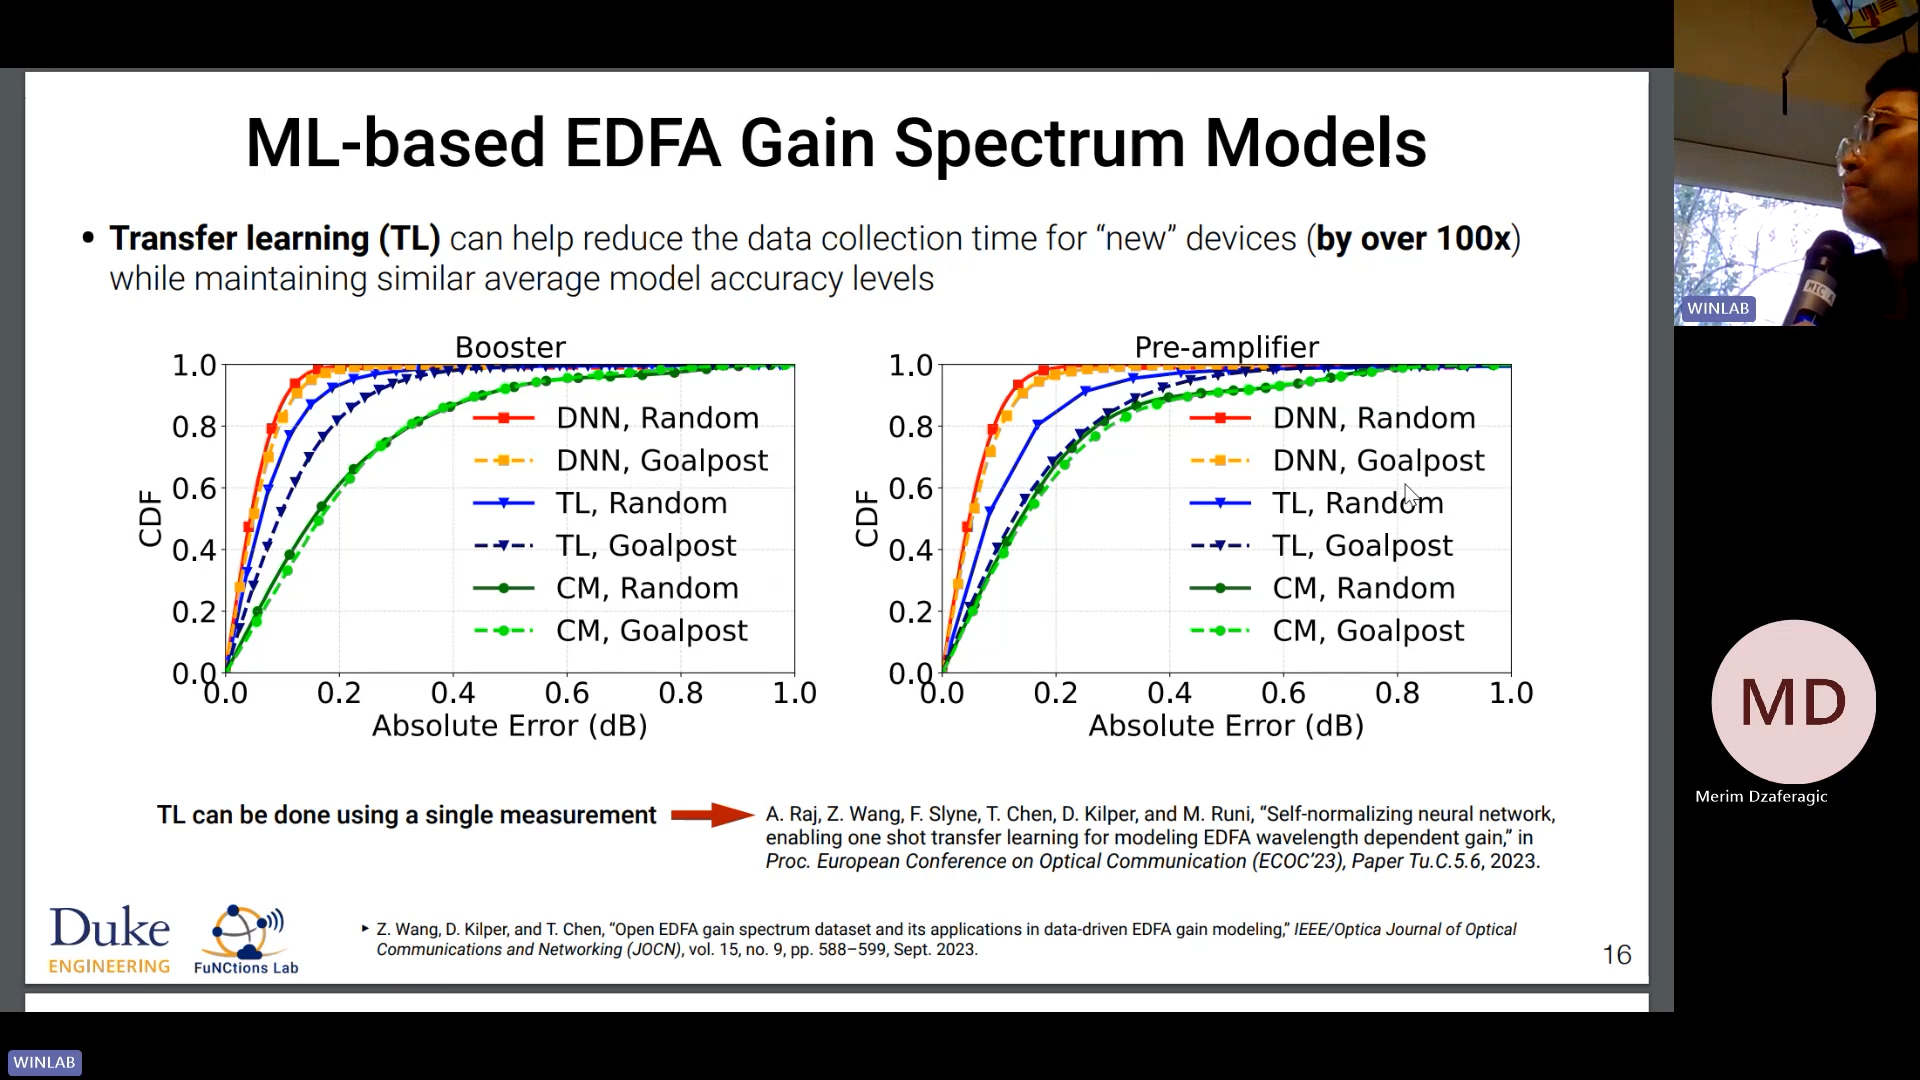 ML-based EDFA Gain Spectrum Models
• Transfer learning (TL) can help reduce the data collection time for “new” devices (by over 100x)
while maintaining similar average model accuracy levels
Booster
1.0
0.8
0.6
0.4
0.2
0.0
CDF
DNN, Random
DNN, Goalpost
TL, Random
TL, Goalpost
CM, Random
CM, Goalpost
0.0 0.2 0.4 0.6 0.8 1.0
Absolute Error (dB)
Pre-amplifier
1.0
0.8
0.6
0.4
0.2
0.0
CDF
DNN, Random
DNN, Goalpost
TL, Random
TL, Goalpost
CM, Random
CM, Goalpost
0.0 0.2 0.4 0.6 0.8 1.0
Absolute Error (dB)
TL can be done using a single measurement
A. Raj, Z. Wang, F. Slyne, T. Chen, D. Kilper, and M. Runi, “Self-normalizing neural network,
enabling one shot transfer learning for modeling EDFA wavelength dependent gain,” in
Proc. European Conference on Optical Communication (ECOC’23), Paper Tu.C.5.6, 2023.
Duke
ENGINEERING
FuNCtions Lab
Z. Wang, D. Kilper, and T. Chen, “Open EDFA gain spectrum dataset and its applications in data-driven EDFA gain modeling,” IEEE/Optica Journal of Optical
Communications and Networking (JOCN), vol. 15, no. 9, pp. 588–599, Sept. 2023.
16
MIC A
WINLAB
MD
Merim Dzaferagic
WINLAB